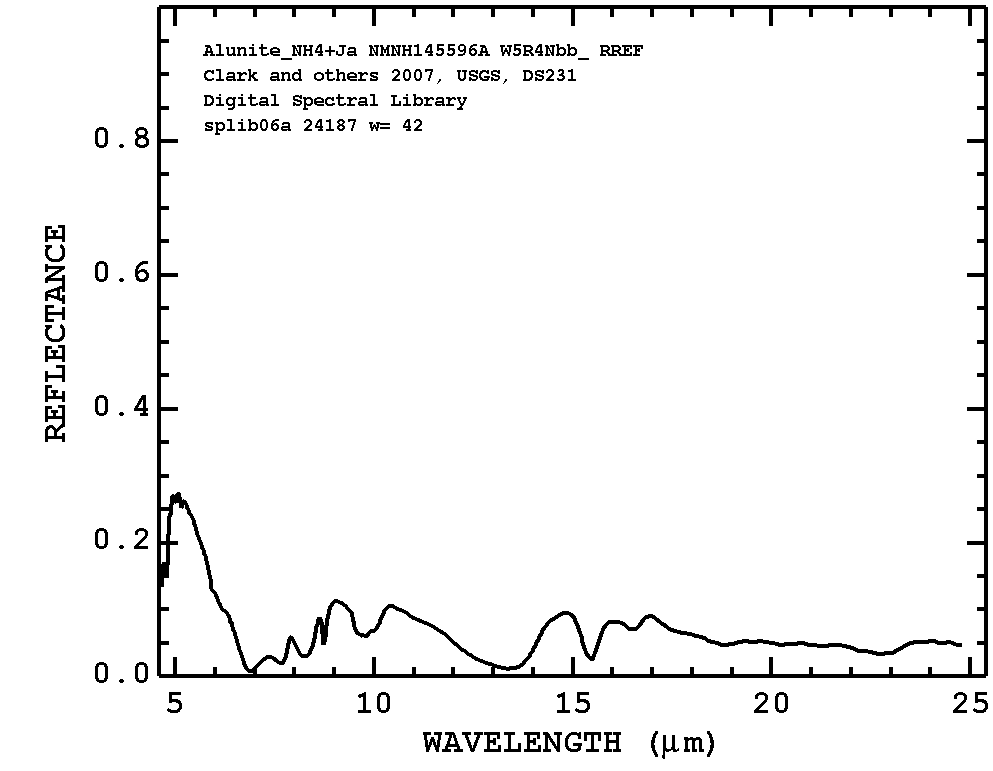 Alunite_NH4+Ja NMNH145596A W5R4Nbb_ RREF
Clark and others 2007, USGS, DS231
Digital Spectral Library
splib06a 24187 w= 42
REFLECTANCE
0.8
0.6
0.4
0.2
0.0
5 10 15 20 25
WAVELENGTH (μm)